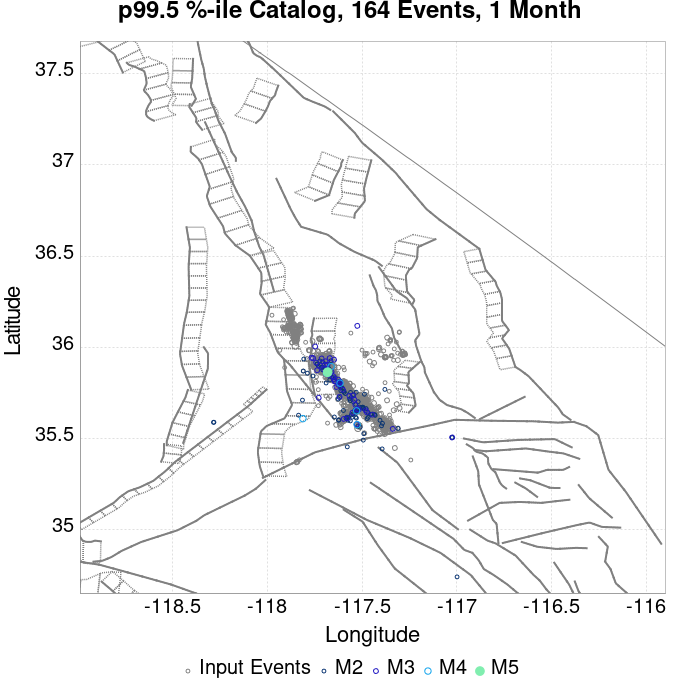 p99.5 %-ile Catalog, 164 Events, 1 Month
37.5
37
36.5
36
35.5
35
Latitude
-118.5 -118 -117.5 -117 -116.5 -116
Longitude
Input Events M2 M3 M4 M5